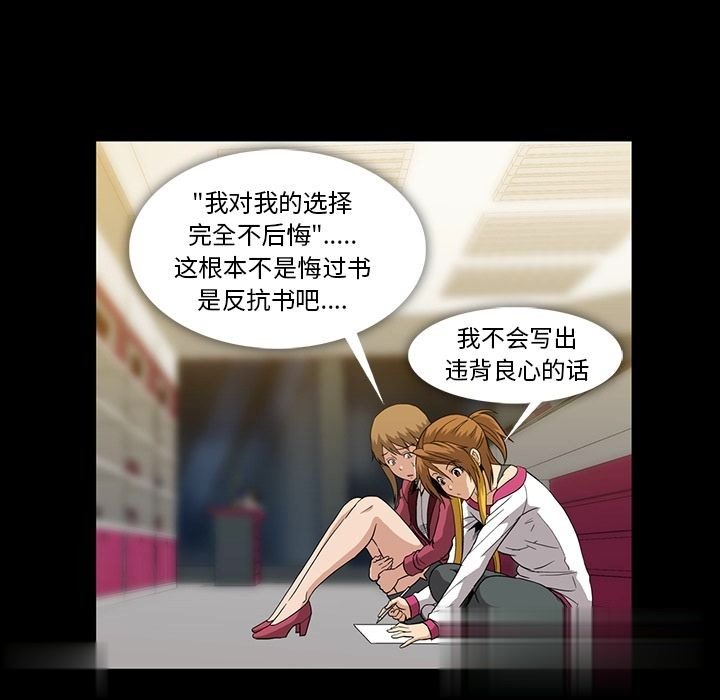 "我对我的选择
完全不后悔".....
这根本不是悔过书
是反抗书吧....
我不会写出
违背良心的话